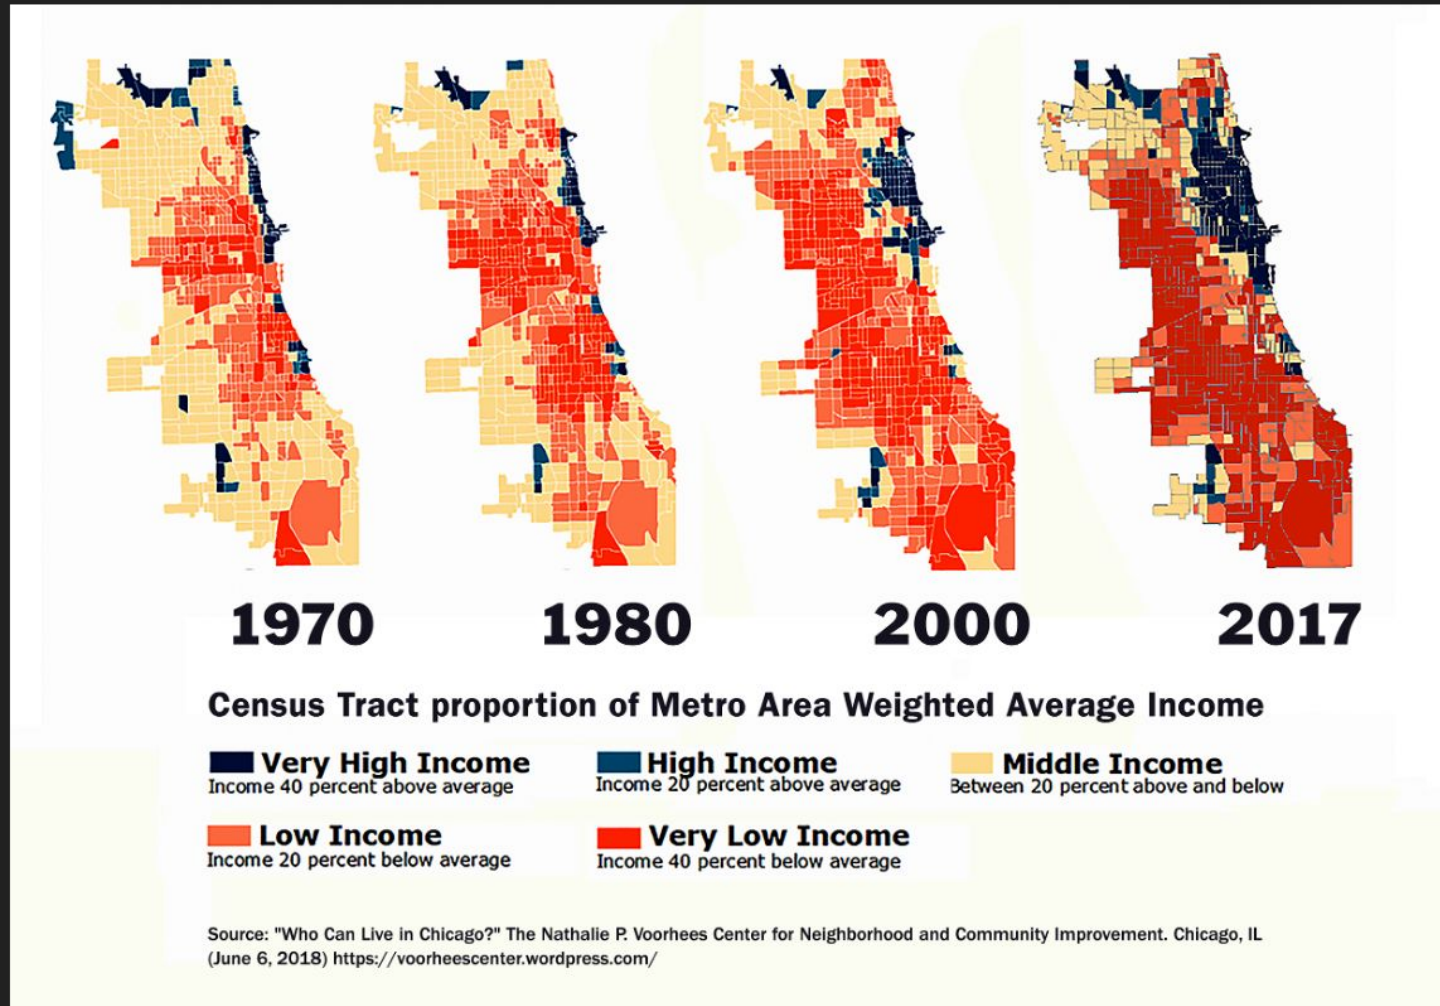 1970 1980 2000 2017
Census Tract proportion of Metro Area Weighted Average Income
Very High Income
Income 40 percent above average
High Income
Income 20 percent above average
Middle Income
Between 20 percent above and below
Low Income
Income 20 percent below average
Very Low Income
Income 40 percent below average
Source: "Who Can Live in Chicago?" The Nathalie P. Voorhees Center for Neighborhood and Community Improvement. Chicago, IL
(June 6, 2018) https://voorheescenter.wordpress.com/